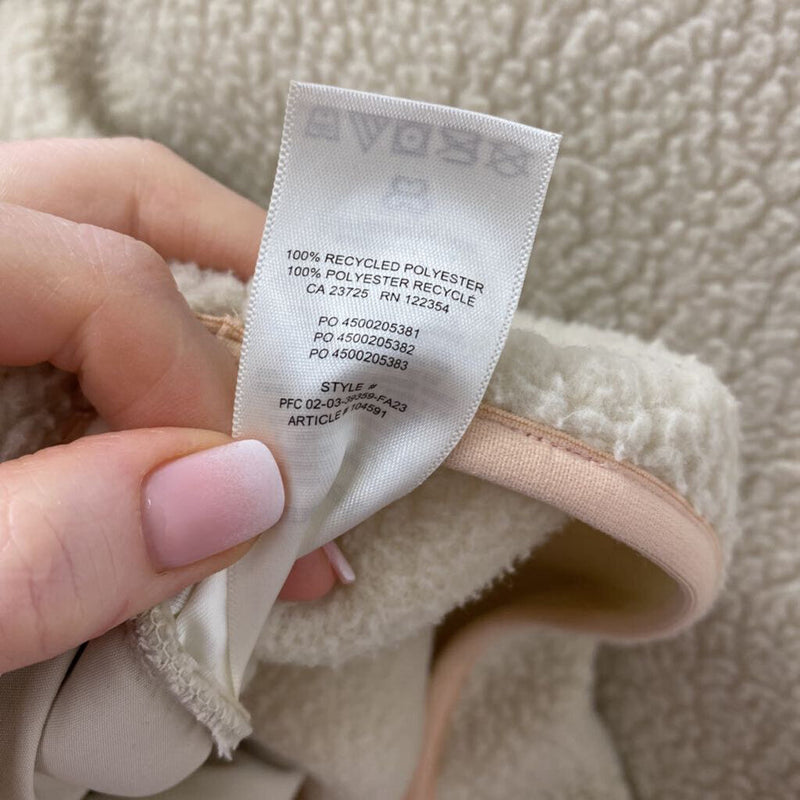 100% RECYCLED POLYESTER
100% POLYESTER RECYCLÉ
CA 23725 RN 122354
PO 4500205381
PO 4500205382
PO 4500205383
STYLE #
PFC 02-03-39359-FA23
ARTICLE # 104591